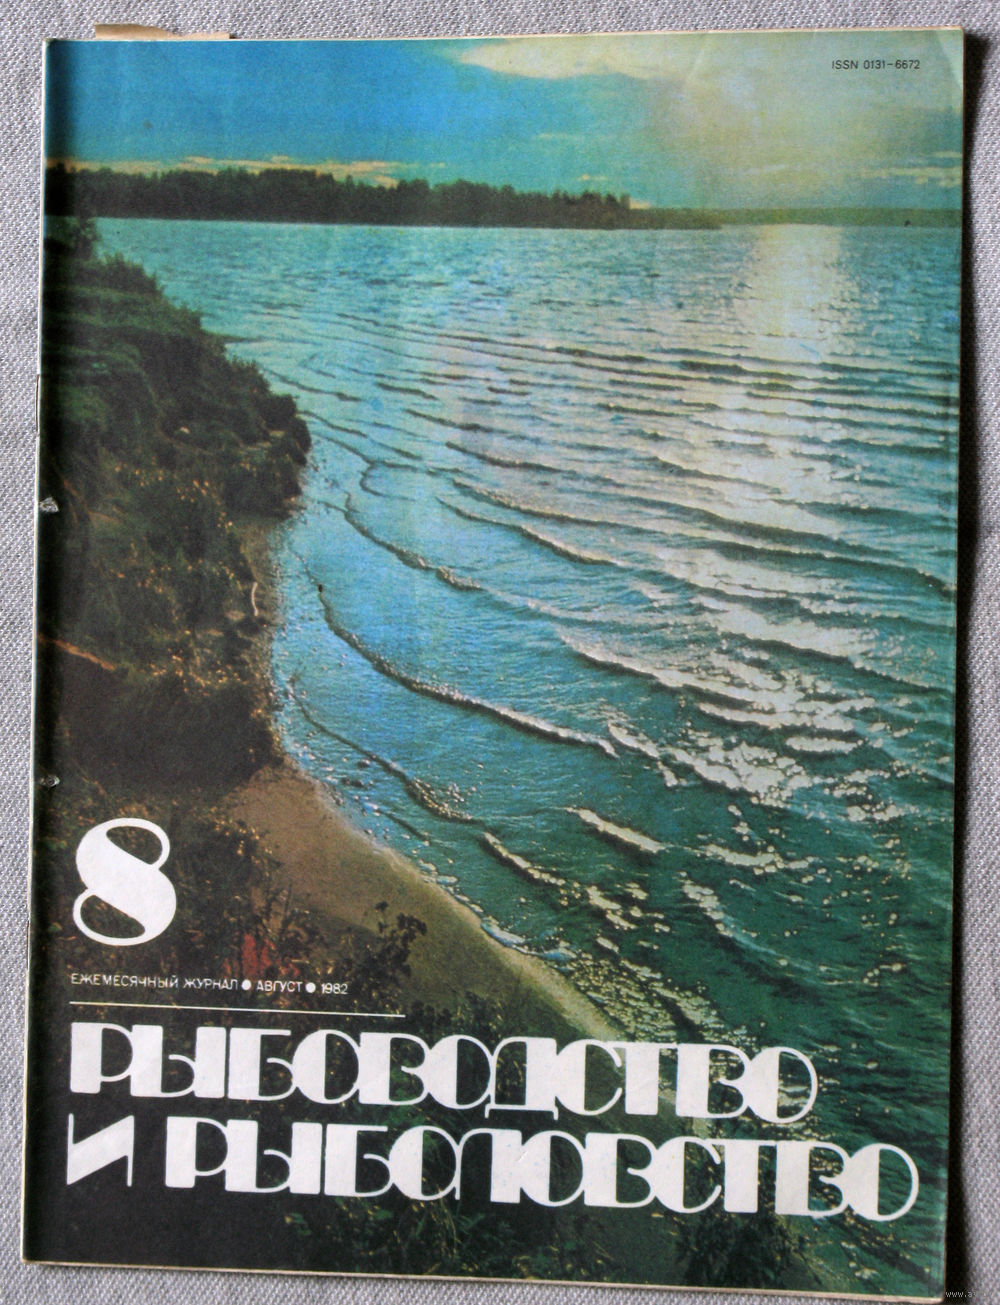 ISSN 0131-6672
8
ЕЖЕМЕСЯЧНЫЙ ЖУРНАЛ ● АВГУСТ ● 1982
РЫБОВОДСТВО
И РЫБОЛОВСТВО